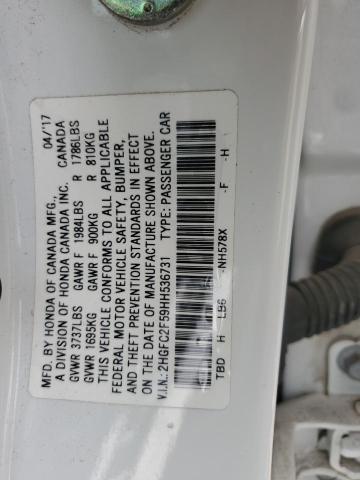 MFD. BY HONDA OF CANADA MFG., 04/17
A DIVISION OF HONDA CANADA INC. CANADA
GVWR 3737LBS GAWR F 1984LBS R 1786LBS
GVWR 1695KG GAWR F 900KG R 810KG
THIS VEHICLE CONFORMS TO ALL APPLICABLE
FEDERAL MOTOR VEHICLE SAFETY, BUMPER,
AND THEFT PREVENTION STANDARDS IN EFFECT
ON THE DATE OF MANUFACTURE SHOWN ABOVE.
V.I.N.: 2HGFC2F59HH536731 TYPE: PASSENGER CAR
NH578X
TBD H LB6 -F -H